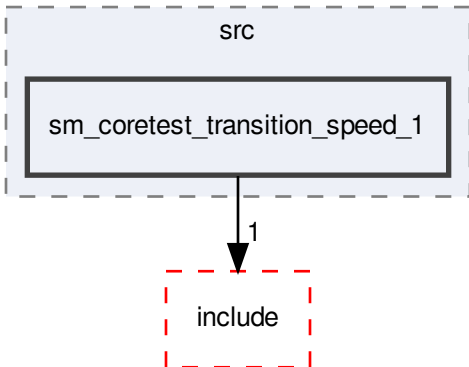 src
sm_coretest_transition_speed_1
1
include